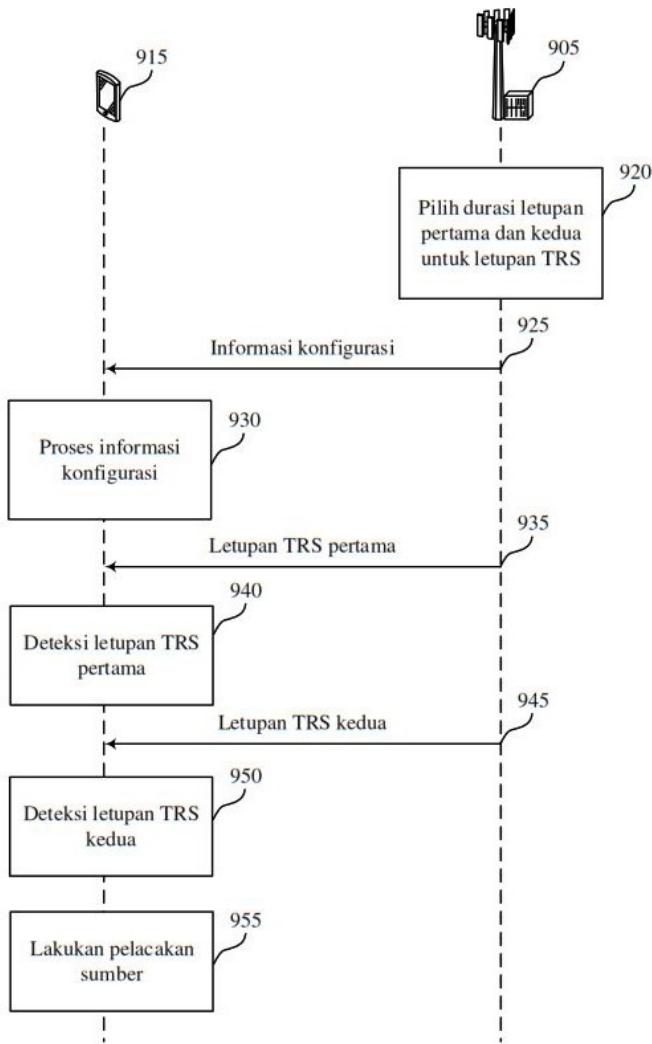 915
905
920
Pilih durasi letupan
pertama dan kedua
untuk letupan TRS
925
Informasi konfigurasi
930
Proses informasi
konfigurasi
935
Letupan TRS pertama
940
Deteksi letupan TRS
pertama
945
Letupan TRS kedua
950
Deteksi letupan TRS
kedua
955
Lakukan pelacakan
sumber